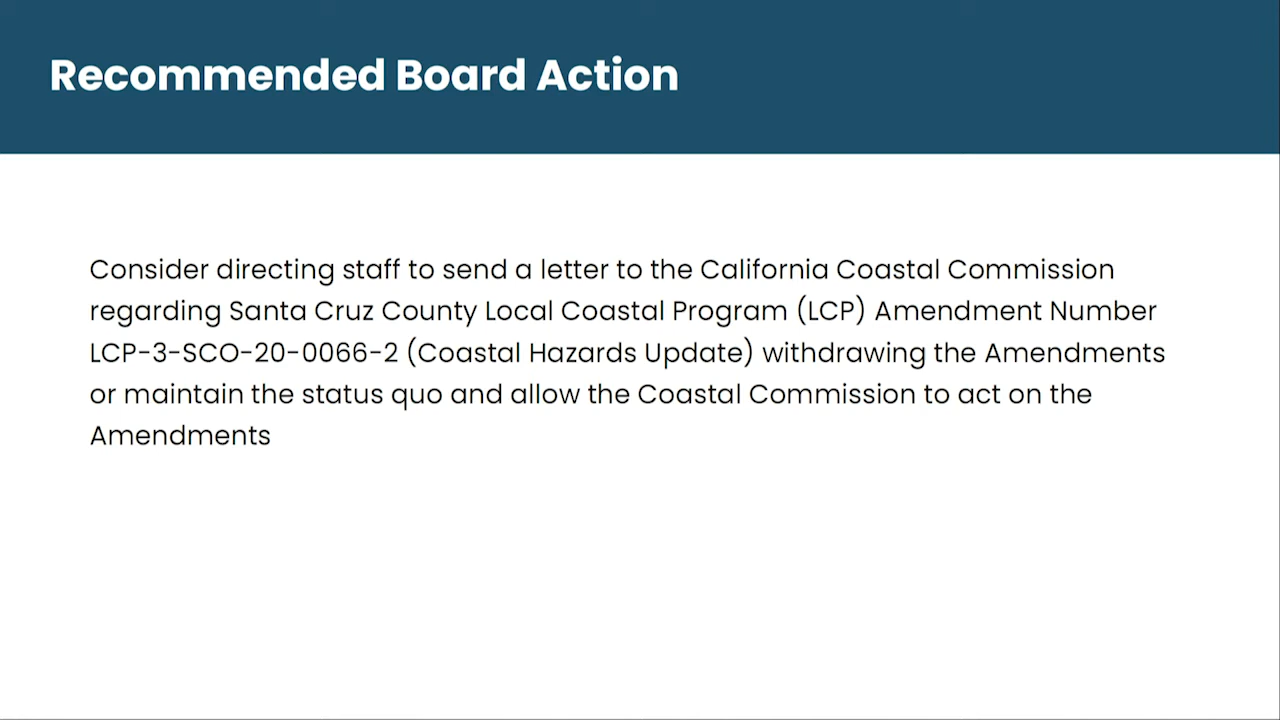 Recommended Board Action
Consider directing staff to send a letter to the California Coastal Commission
regarding Santa Cruz County Local Coastal Program (LCP) Amendment Number
LCP-3-SCO-20-0066-2 (Coastal Hazards Update) withdrawing the Amendments
or maintain the status quo and allow the Coastal Commission to act on the
Amendments